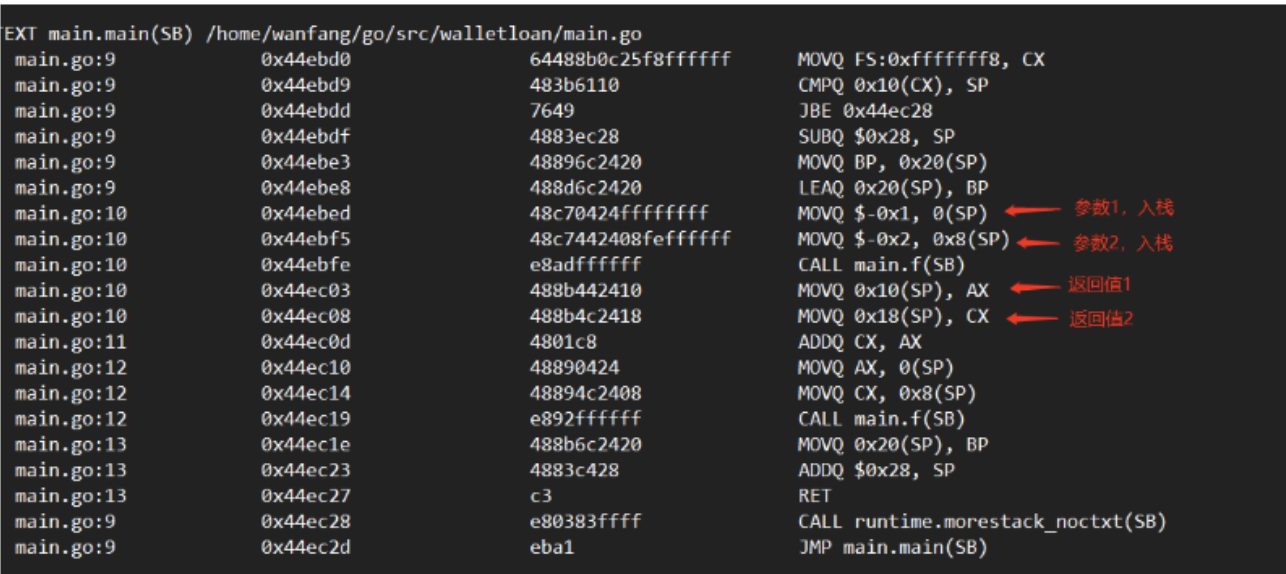 TEXT main.main(SB) /home/wanfang/go/src/walletloan/main.go
main.go:9 0x44ebd0 64488b0c25f8ffffff MOVQ FS:0xfffffff8, CX
main.go:9 0x44ebd9 483b6110 CMPQ 0x10(CX), SP
main.go:9 0x44ebdd 7649 JBE 0x44ec28
main.go:9 0x44ebdf 4883ec28 SUBQ $0x28, SP
main.go:9 0x44ebe3 48896c2420 MOVQ BP, 0x20(SP)
main.go:9 0x44ebe8 488d6c2420 LEAQ 0x20(SP), BP
main.go:10 0x44ebed 48c70424ffffffff MOVQ $-0x1, 0(SP) 参数1，入栈
main.go:10 0x44ebf5 48c7442408feffffff MOVQ $-0x2, 0x8(SP) 参数2，入栈
main.go:10 0x44ebfe e8adffffff CALL main.f(SB)
main.go:10 0x44ec03 488b442410 MOVQ 0x10(SP), AX 返回值1
main.go:10 0x44ec08 488b4c2418 MOVQ 0x18(SP), CX 返回值2
main.go:11 0x44ec0d 4801c8 ADDQ CX, AX
main.go:12 0x44ec10 48890424 MOVQ AX, 0(SP)
main.go:12 0x44ec14 48894c2408 MOVQ CX, 0x8(SP)
main.go:12 0x44ec19 e892ffffff CALL main.f(SB)
main.go:13 0x44ec1e 488b6c2420 MOVQ 0x20(SP), BP
main.go:13 0x44ec23 4883c428 ADDQ $0x28, SP
main.go:13 0x44ec27 c3 RET
main.go:9 0x44ec28 e80383ffff CALL runtime.morestack_noctxt(SB)
main.go:9 0x44ec2d eba1 JMP main.main(SB)